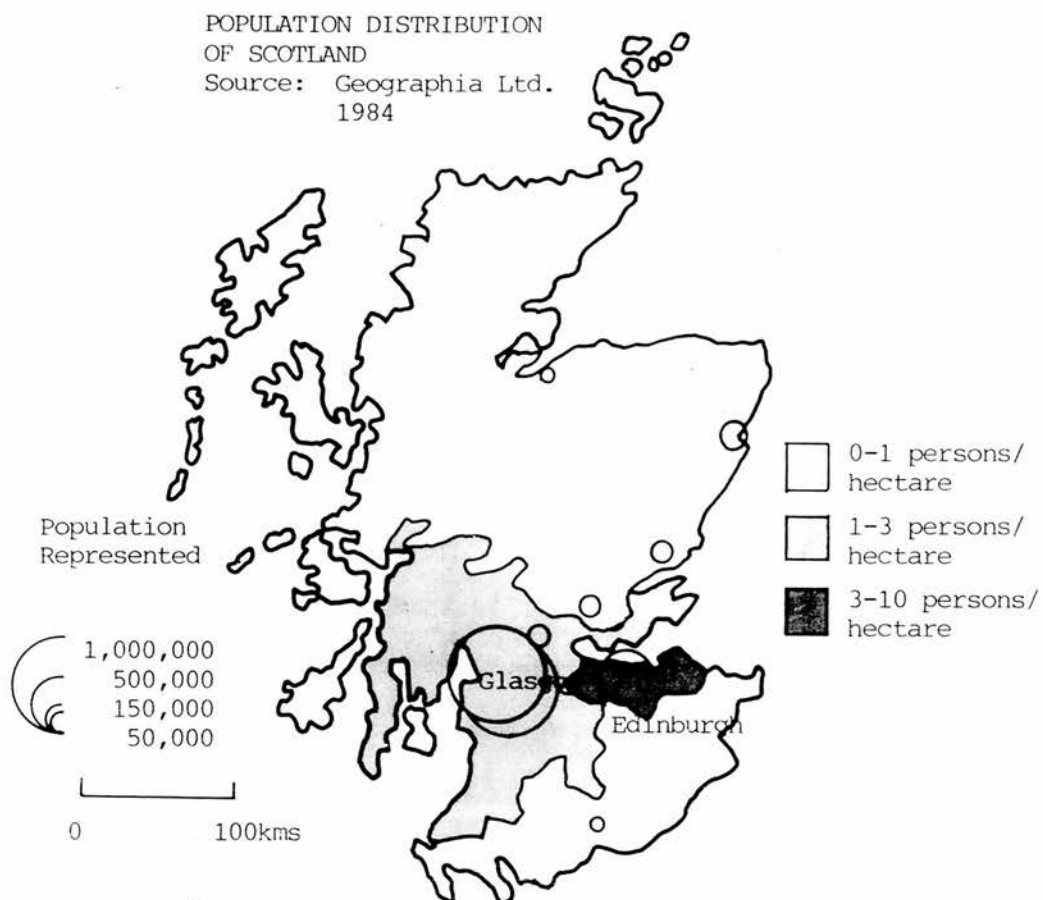 POPULATION DISTRIBUTION
OF SCOTLAND
Source: Geographia Ltd.
1984
0-1 persons/
hectare
1-3 persons/
hectare
3-10 persons/
hectare
Population
Represented
1,000,000
500,000
150,000
50,000
0 100kms
Edinburgh